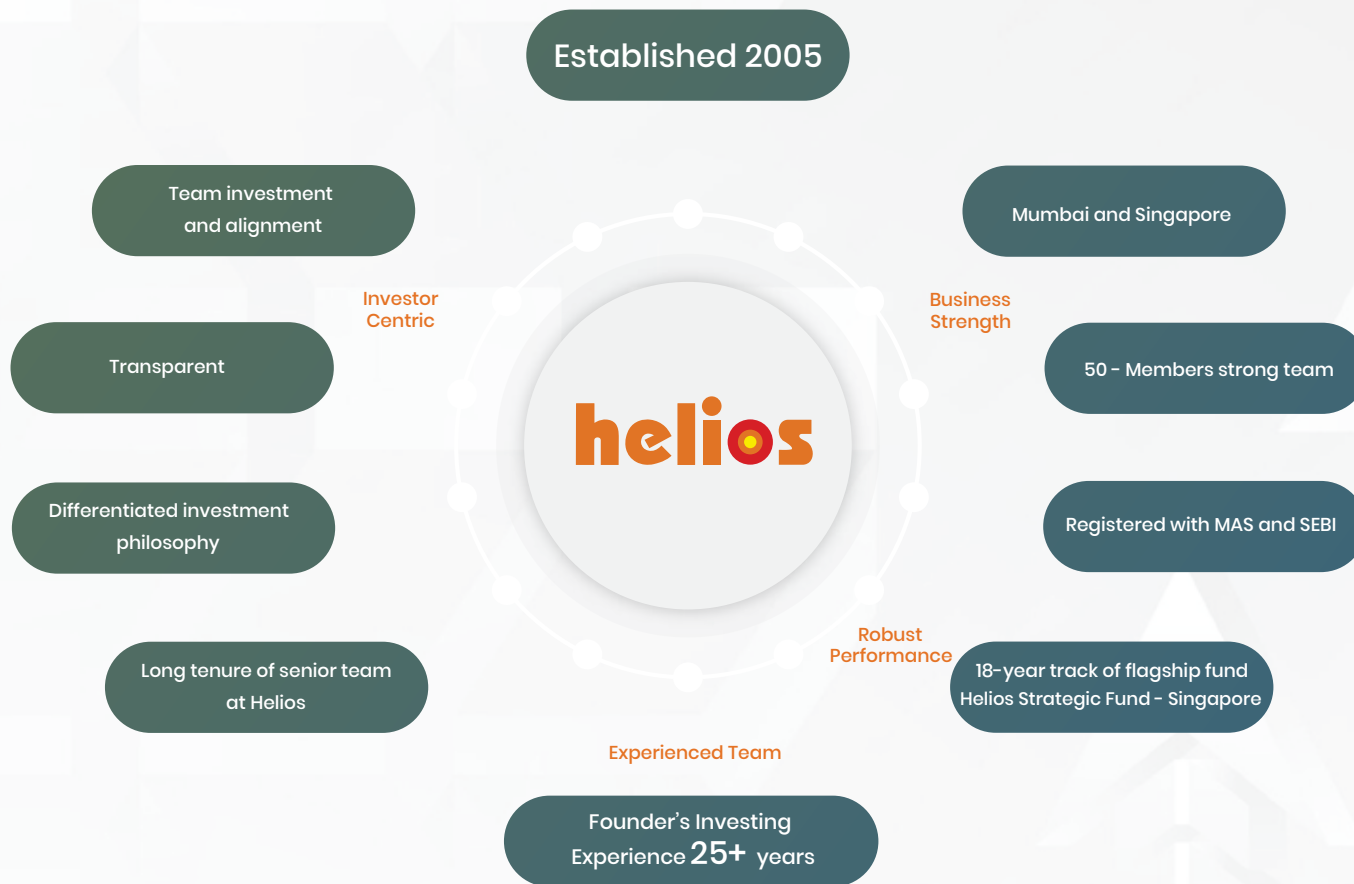 Established 2005
Team investment
and alignment
Mumbai and Singapore
Investor
Centric
Business
Strength
Transparent
50 - Members strong team
helios
Differentiated investment
philosophy
Registered with MAS and SEBI
Robust
Performance
Long tenure of senior team
at Helios
18-year track of flagship fund
Helios Strategic Fund - Singapore
Experienced Team
Founder’s Investing
Experience 25+ years